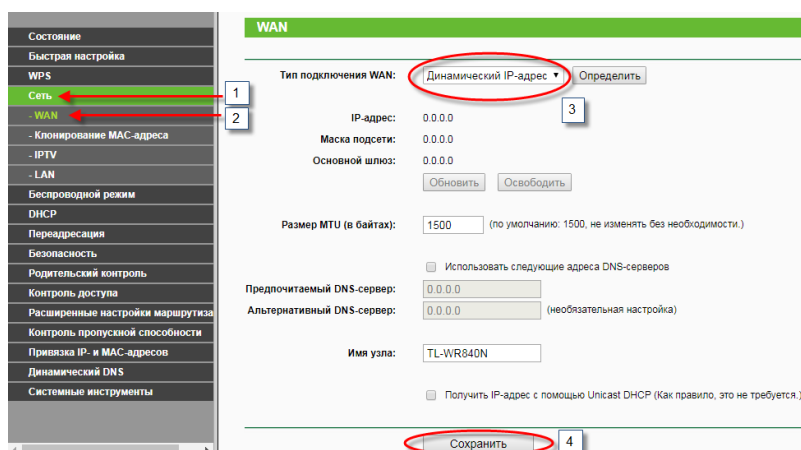 Состояние
Быстрая настройка
WPS
Сеть
- WAN
- Клонирование MAC-адреса
- IPTV
- LAN
Беспроводной режим
DHCP
Переадресация
Безопасность
Родительский контроль
Контроль доступа
Расширенные настройки маршрутиза
Контроль пропускной способности
Привязка IP- и MAC-адресов
Динамический DNS
Системные инструменты
1
2
WAN
Тип подключения WAN: Динамический IP-адрес Определить
3
IP-адрес: 0.0.0.0
Маска подсети: 0.0.0.0
Основной шлюз: 0.0.0.0
Обновить Освободить
Размер MTU (в байтах): 1500 (по умолчанию: 1500, не изменять без необходимости.)
Использовать следующие адреса DNS-серверов
Предпочитаемый DNS-сервер: 0.0.0.0
Альтернативный DNS-сервер: 0.0.0.0 (необязательная настройка)
Имя узла: TL-WR840N
Получить IP-адрес с помощью Unicast DHCP (Как правило, это не требуется.)
Сохранить 4